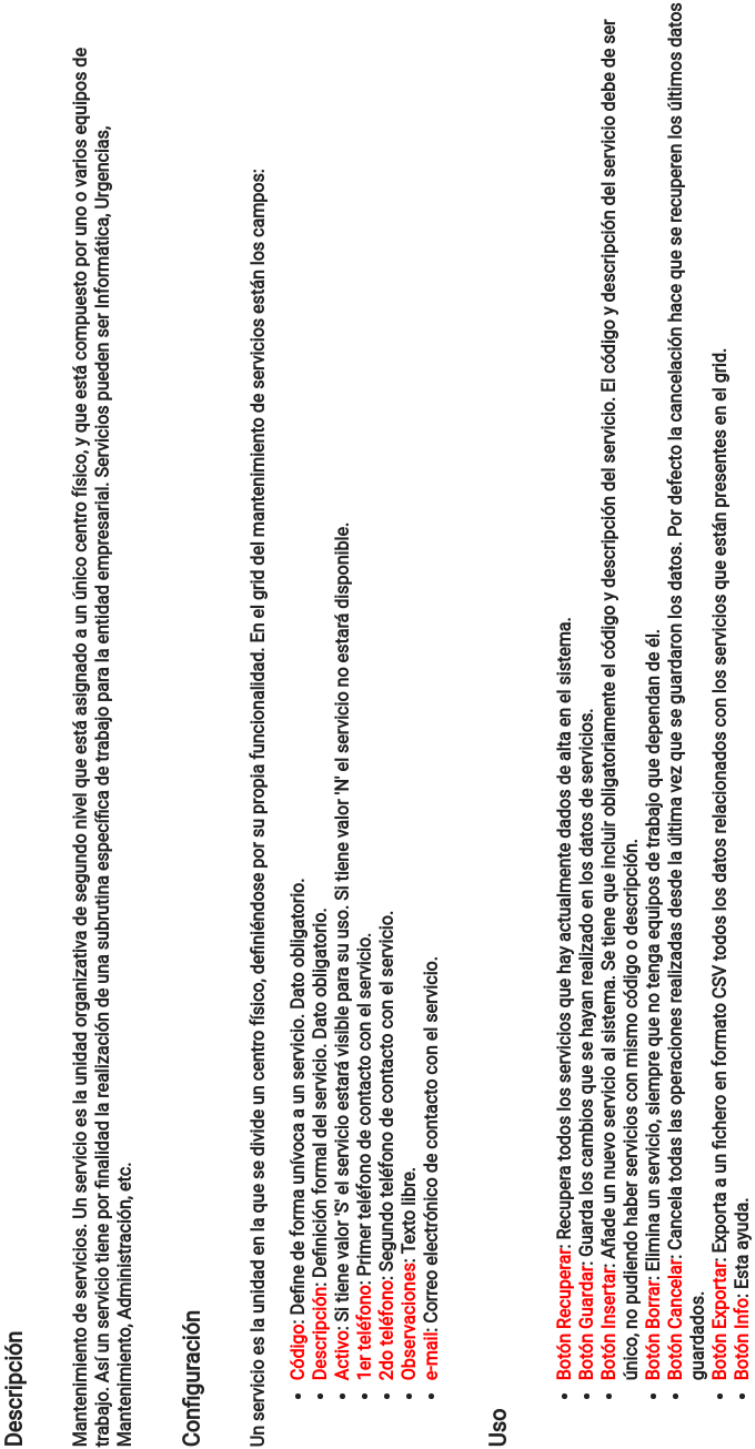 Descripción
Mantenimiento de servicios. Un servicio es la unidad organizativa de segundo nivel que está asignado a un único centro físico, y que está compuesto por uno o varios equipos de
trabajo. Así un servicio tiene por finalidad la realización de una subrutina específica de trabajo para la entidad empresarial. Servicios pueden ser Informática, Urgencias,
Mantenimiento, Administración, etc.
Configuración
Un servicio es la unidad en la que se divide un centro físico, definiéndose por su propia funcionalidad. En el grid del mantenimiento de servicios están los campos:
• Código: Define de forma unívoca a un servicio. Dato obligatorio.
• Descripción: Definición formal del servicio. Dato obligatorio.
• Activo: Si tiene valor 'S' el servicio estará visible para su uso. Si tiene valor 'N' el servicio no estará disponible.
• 1er teléfono: Primer teléfono de contacto con el servicio.
• 2do teléfono: Segundo teléfono de contacto con el servicio.
• Observaciones: Texto libre.
• e-mail: Correo electrónico de contacto con el servicio.
Uso
• Botón Recuperar: Recupera todos los servicios que hay actualmente dados de alta en el sistema.
• Botón Guardar: Guarda los cambios que se hayan realizado en los datos de servicios.
• Botón Insertar: Añade un nuevo servicio al sistema. Se tiene que incluir obligatoriamente el código y descripción del servicio. El código y descripción del servicio debe de ser
único, no pudiendo haber servicios con mismo código o descripción.
• Botón Borrar: Elimina un servicio, siempre que no tenga equipos de trabajo que dependan de él.
• Botón Cancelar: Cancela todas las operaciones realizadas desde la última vez que se guardaron los datos. Por defecto la cancelación hace que se recuperen los últimos datos
guardados.
• Botón Exportar: Exporta a un fichero en formato CSV todos los datos relacionados con los servicios que están presentes en el grid.
• Botón Info: Esta ayuda.